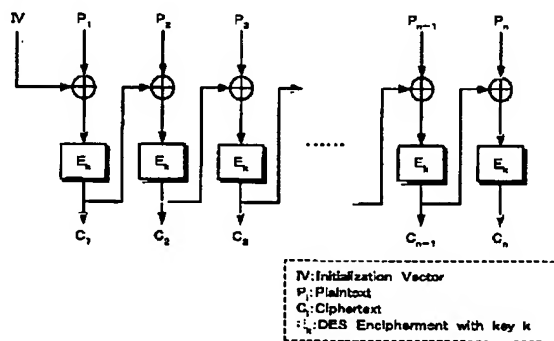 IV P₁ P₂ P₃ Pₙ₋₁ Pₙ
Eₖ Eₖ Eₖ ...... Eₖ Eₖ
C₁ C₂ C₃ Cₙ₋₁ Cₙ
IV:Initialization Vector
Pᵢ:Plaintext
Cᵢ:Ciphertext
Eₖ:DES Encipherment with key k